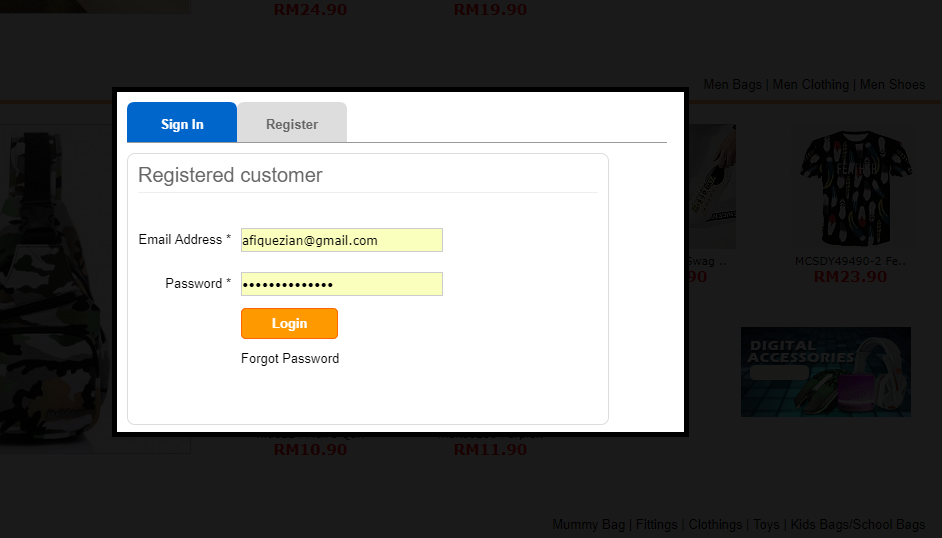 RM24.90 RM19.90
Men Bags | Men Clothing | Men Shoes
Sign In Register
Registered customer
Email Address * afiquezian@gmail.com
Password * ••••••••••••••
Login
Forgot Password
Swag ..
90
MCSDY49490-2 Fe..
RM23.90
DIGITAL
ACCESSORIES
RM10.90 RM11.90
Mummy Bag | Fittings | Clothings | Toys | Kids Bags/School Bags